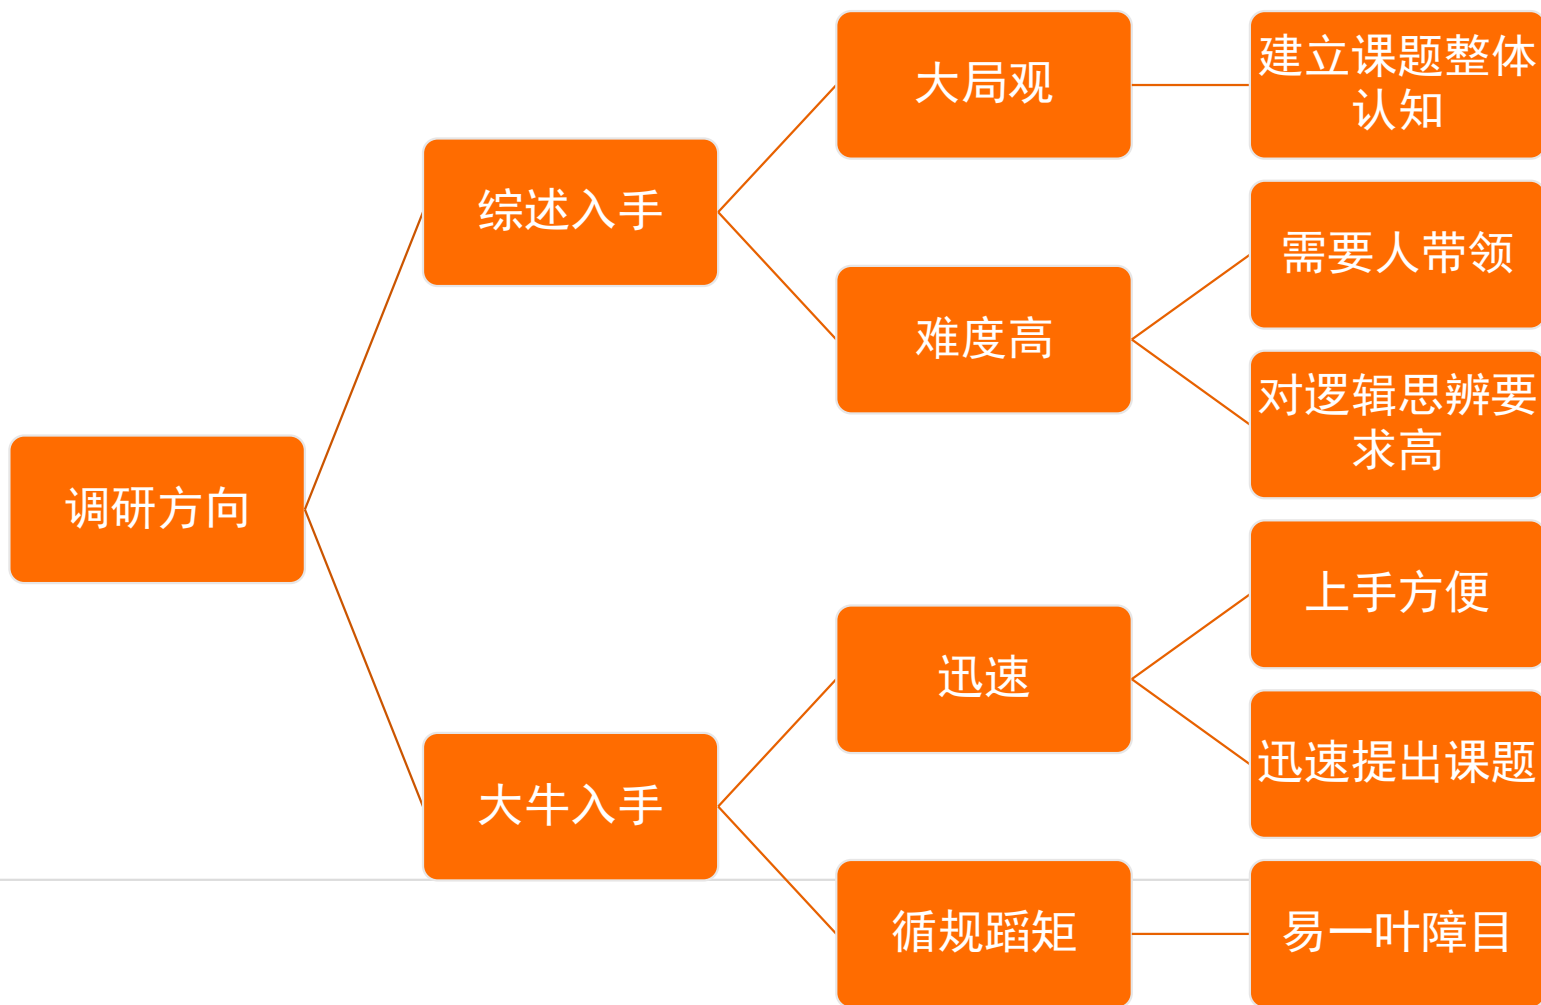 调研方向
综述入手
大局观
建立课题整体
认知
难度高
需要人带领
对逻辑思辨要
求高
大牛入手
迅速
上手方便
迅速提出课题
循规蹈矩
易一叶障目